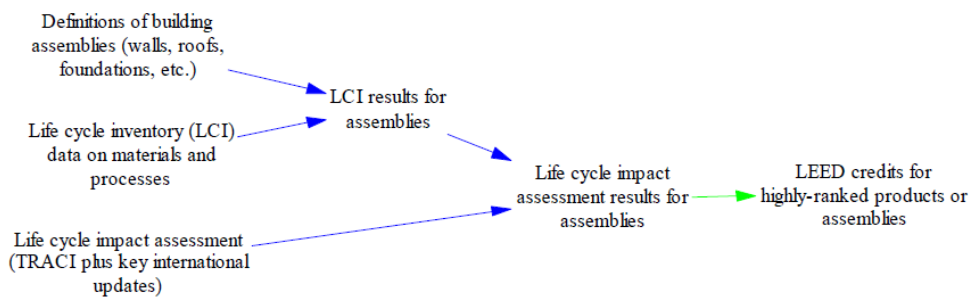 Definitions of building
assemblies (walls, roofs,
foundations, etc.)
LCI results for
assemblies
Life cycle inventory (LCI)
data on materials and
processes
Life cycle impact
assessment results for
assemblies
LEED credits for
highly-ranked products or
assemblies
Life cycle impact assessment
(TRACI plus key international
updates)